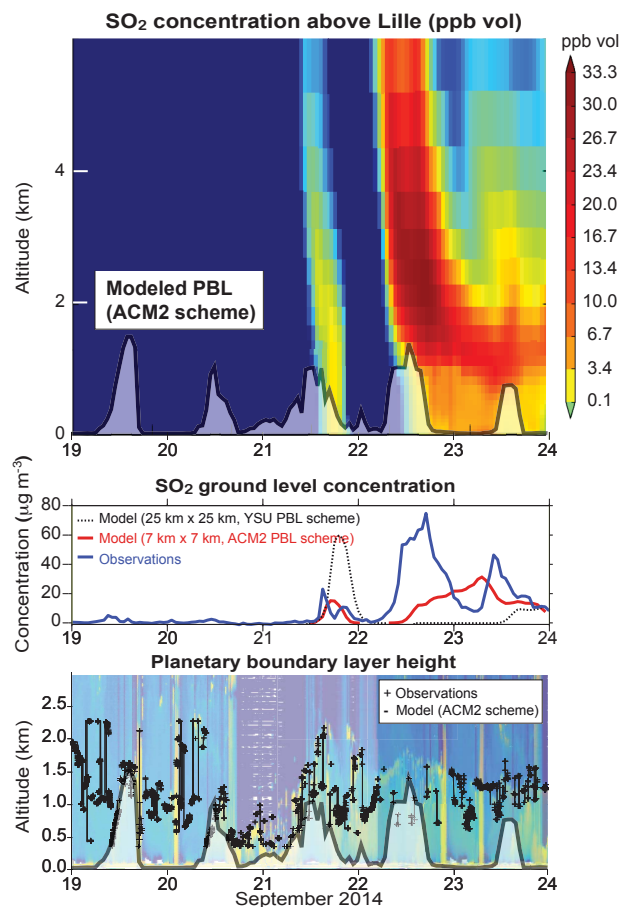 SO₂ concentration above Lille (ppb vol)
ppb vol
33.3
30.0
26.7
23.4
20.0
16.7
13.4
10.0
6.7
3.4
0.1
Altitude (km)
4
2
0
Modeled PBL
(ACM2 scheme)
19 20 21 22 23 24
SO₂ ground level concentration
Concentration (µg m⁻³)
80
60
40
20
0
Model (25 km x 25 km, YSU PBL scheme)
Model (7 km x 7 km, ACM2 PBL scheme)
Observations
19 20 21 22 23 24
Planetary boundary layer height
Altitude (km)
2.5
2.0
1.5
1.0
0.5
0.0
+ Observations
- Model (ACM2 scheme)
19 20 21 22 23 24
September 2014